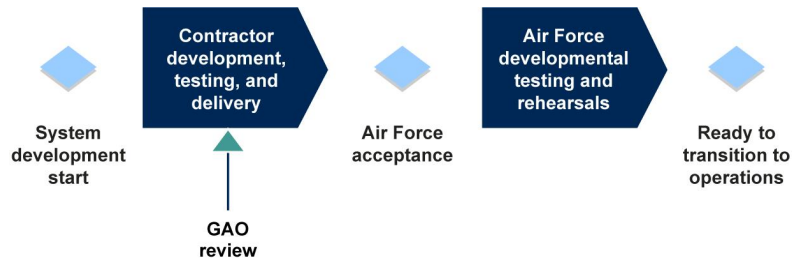 System
development
start
Contractor
development,
testing, and
delivery
GAO
review
Air Force
acceptance
Air Force
developmental
testing and
rehearsals
Ready to
transition to
operations